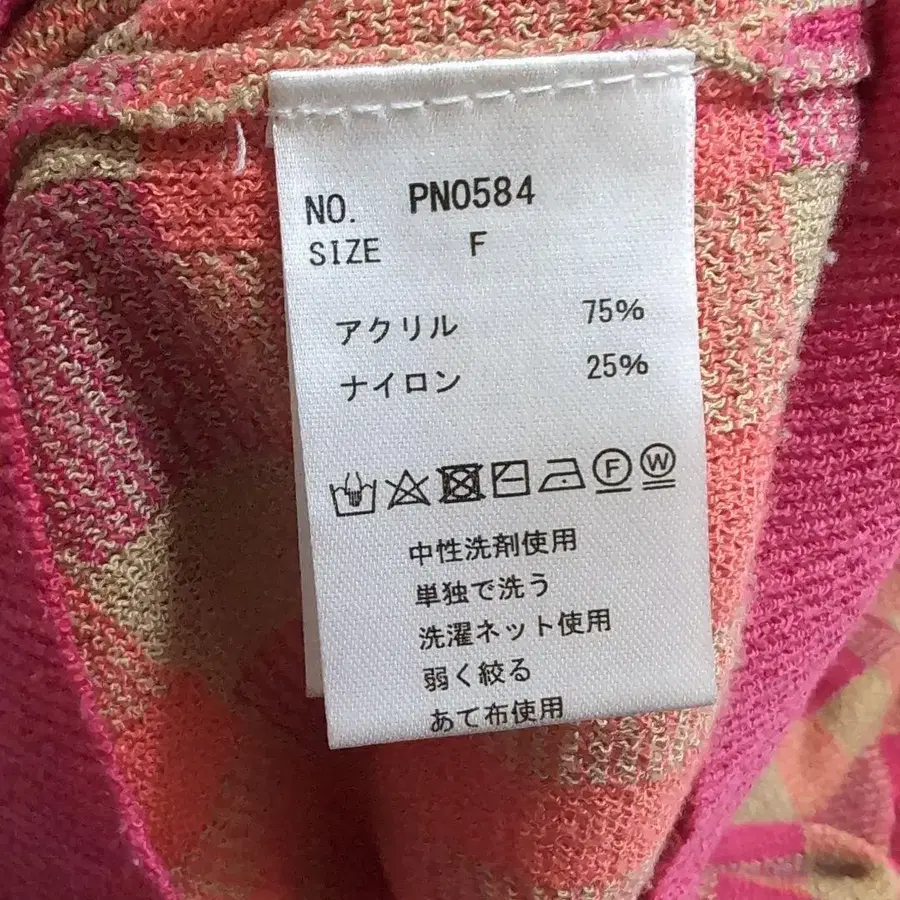 NO. PN0584
SIZE F
アクリル 75%
ナイロン 25%
F W
中性洗剤使用
単独で洗う
洗濯ネット使用
弱く絞る
あて布使用